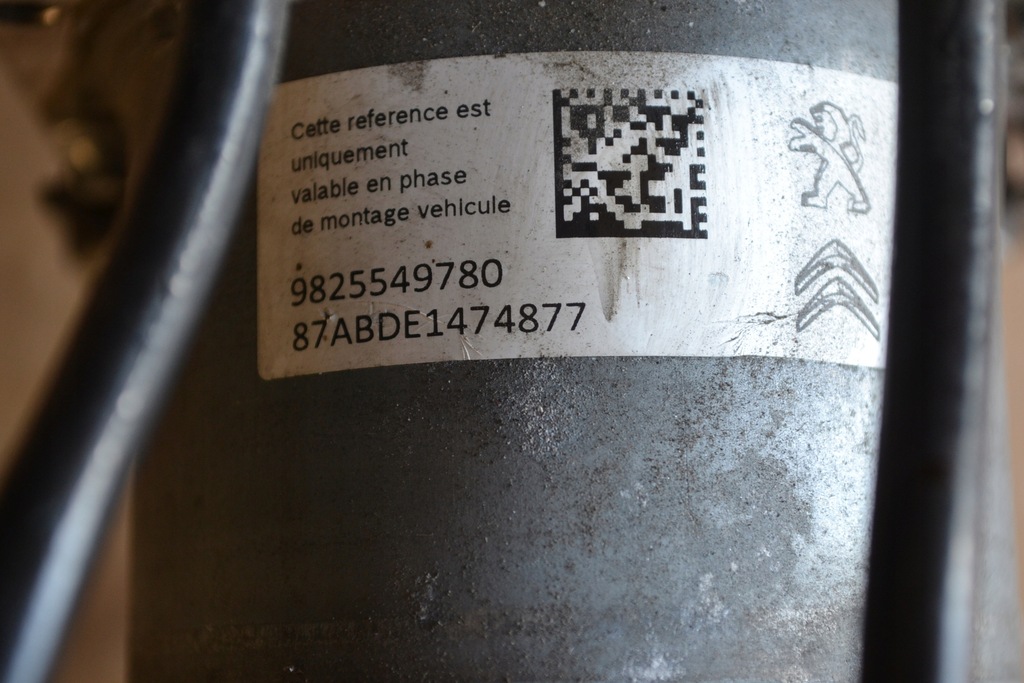 Cette reference est
uniquement
valable en phase
de montage vehicule
9825549780
87ABDE1474877